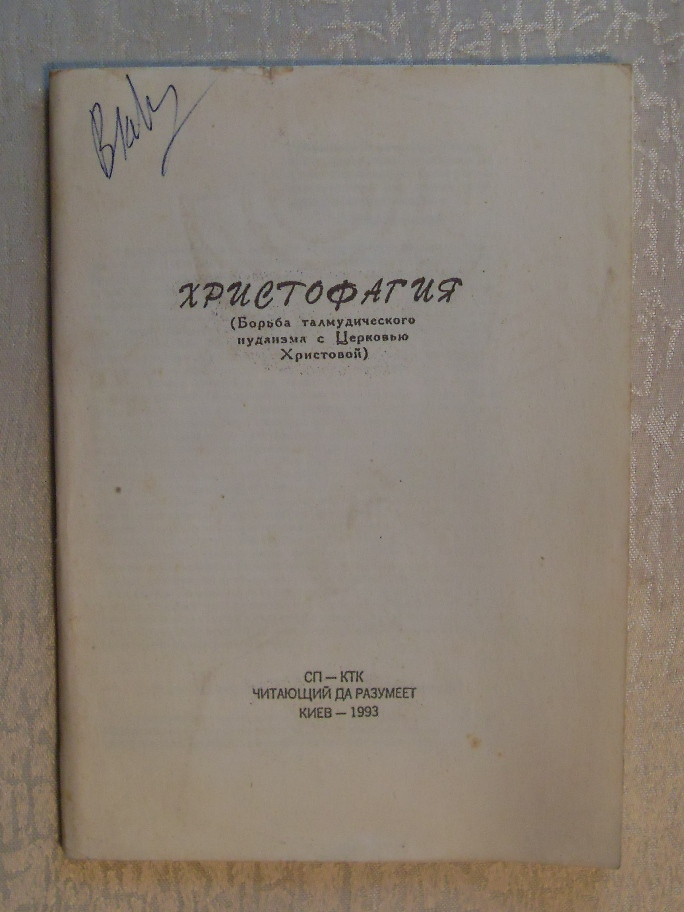 ХРИСТОФАГИЯ
(Борьба талмудического
иудаизма с Церковью
Христовой)
СП — КТК
ЧИТАЮЩИЙ ДА РАЗУМЕЕТ
КИЕВ — 1993